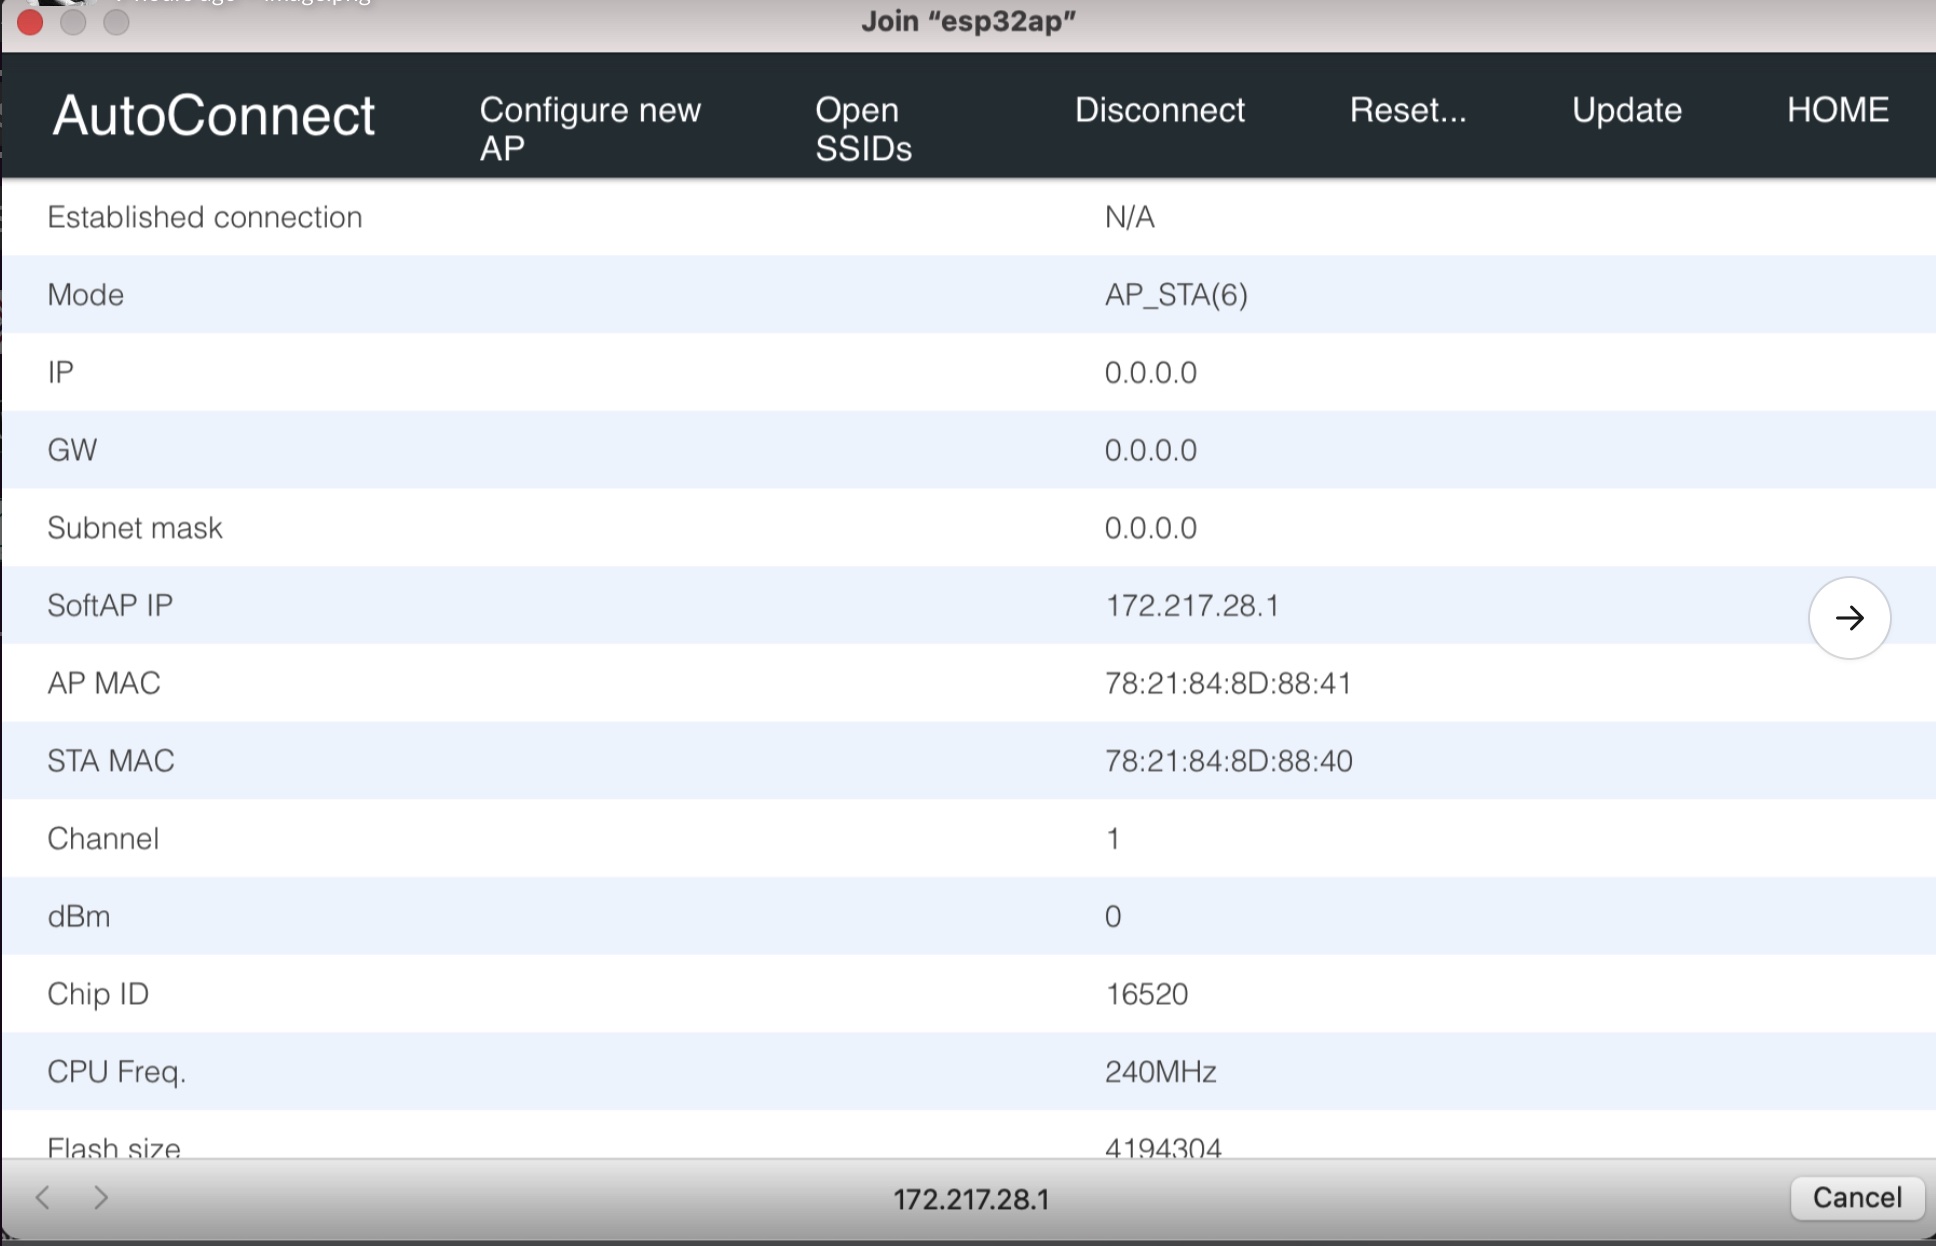 Join “esp32ap”
AutoConnect
Configure new
AP
Open
SSIDs
Disconnect
Reset...
Update
HOME
Established connection N/A
Mode AP_STA(6)
IP 0.0.0.0
GW 0.0.0.0
Subnet mask 0.0.0.0
SoftAP IP 172.217.28.1
AP MAC 78:21:84:8D:88:41
STA MAC 78:21:84:8D:88:40
Channel 1
dBm 0
Chip ID 16520
CPU Freq. 240MHz
Flash size 4194304
172.217.28.1
Cancel